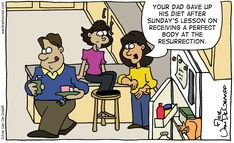 YOUR DAD GAVE UP
HIS DIET AFTER
SUNDAY'S LESSON ON
RECEIVING A PERFECT
BODY AT THE
RESURRECTION.